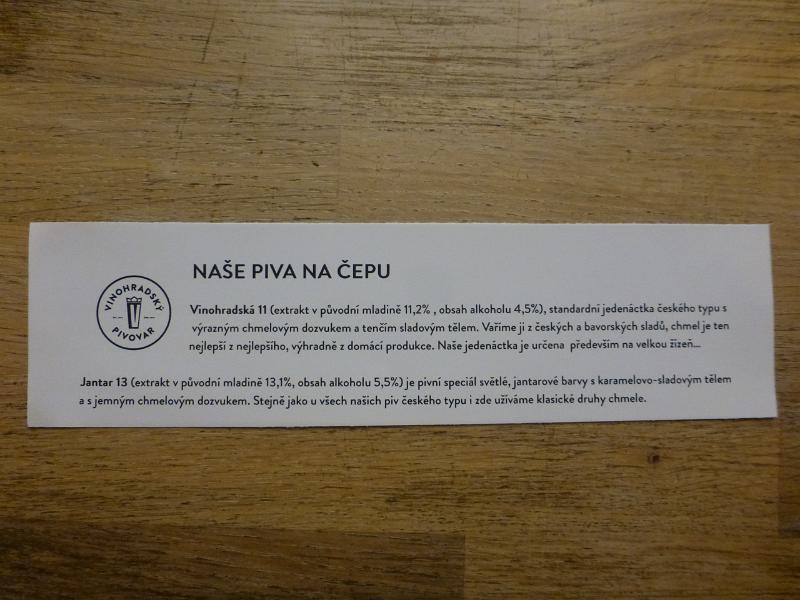 NAŠE PIVA NA ČEPU
VINOHRADSKÝ
PIVOVAR
Vinohradská 11 (extrakt v původní mladině 11,2% , obsah alkoholu 4,5%), standardní jedenáctka českého typu s
výrazným chmelovým dozvukem a tenčím sladovým tělem. Vaříme ji z českých a bavorských sladů, chmel je ten
nejlepší z nejlepšího, výhradně z domácí produkce. Naše jedenáctka je určena  především na velkou žízeň...
Jantar 13 (extrakt v původní mladině 13,1%, obsah alkoholu 5,5%) je pivní speciál světlé, jantarové barvy s karamelovo-sladovým tělem
a s jemným chmelovým dozvukem. Stejně jako u všech našich piv českého typu i zde užíváme klasické druhy chmele.